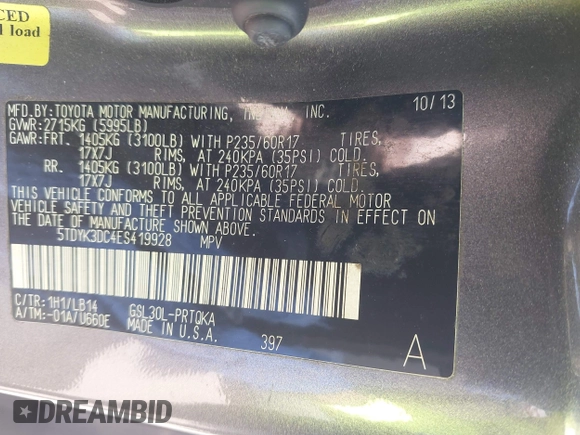 CED
l load
MFD.BY: TOYOTA MOTOR MANUFACTURING, INC. 10/13
GVWR: 2715KG (5995LB)
GAWR: FRT. 1405KG (3100LB) WITH P235/60R17 TIRES,
17X7J RIMS, AT 240KPA (35PSI) COLD.
RR. 1405KG (3100LB) WITH P235/60R17 TIRES,
17X7J RIMS, AT 240KPA (35PSI) COLD.
THIS VEHICLE CONFORMS TO ALL APPLICABLE FEDERAL MOTOR
VEHICLE SAFETY AND THEFT PREVENTION STANDARDS IN EFFECT ON
THE DATE OF MANUFACTURE SHOWN ABOVE.
5TDYK3DC4ES419928 MPV
C/TR: 1H1/LB14 GSL30L-PRTQKA
A/TM: -01A/U660E MADE IN U.S.A. 397 A
DREAMBID